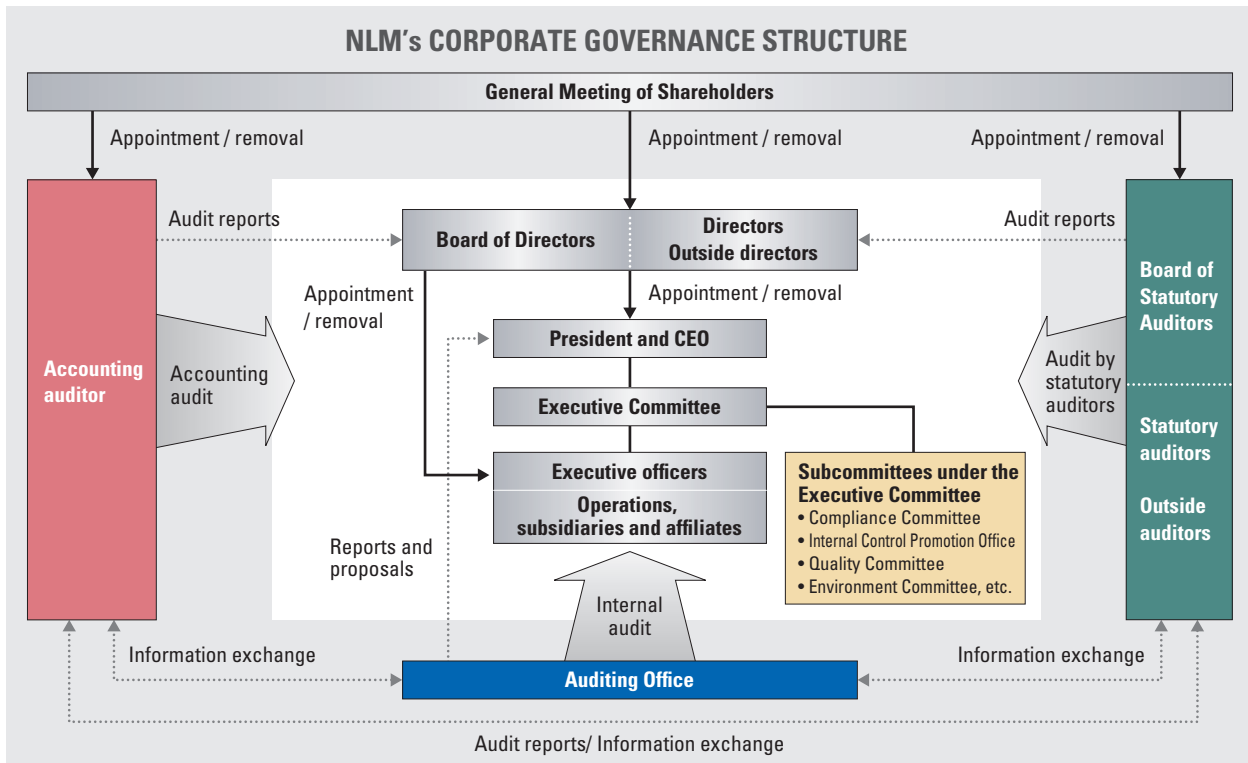 NLM's CORPORATE GOVERNANCE STRUCTURE
General Meeting of Shareholders
Appointment / removal
Appointment / removal
Appointment / removal
Audit reports
Board of Directors
Directors
Outside directors
Audit reports
Appointment
/ removal
Appointment / removal
Board of
Statutory
Auditors
President and CEO
Accounting
auditor
Accounting
audit
Audit by
statutory
auditors
Executive Committee
Executive officers
Operations,
subsidiaries and affiliates
Subcommittees under the
Executive Committee
• Compliance Committee
• Internal Control Promotion Office
• Quality Committee
• Environment Committee, etc.
Statutory
auditors
Outside
auditors
Reports and
proposals
Internal
audit
Information exchange
Auditing Office
Information exchange
Audit reports/ Information exchange